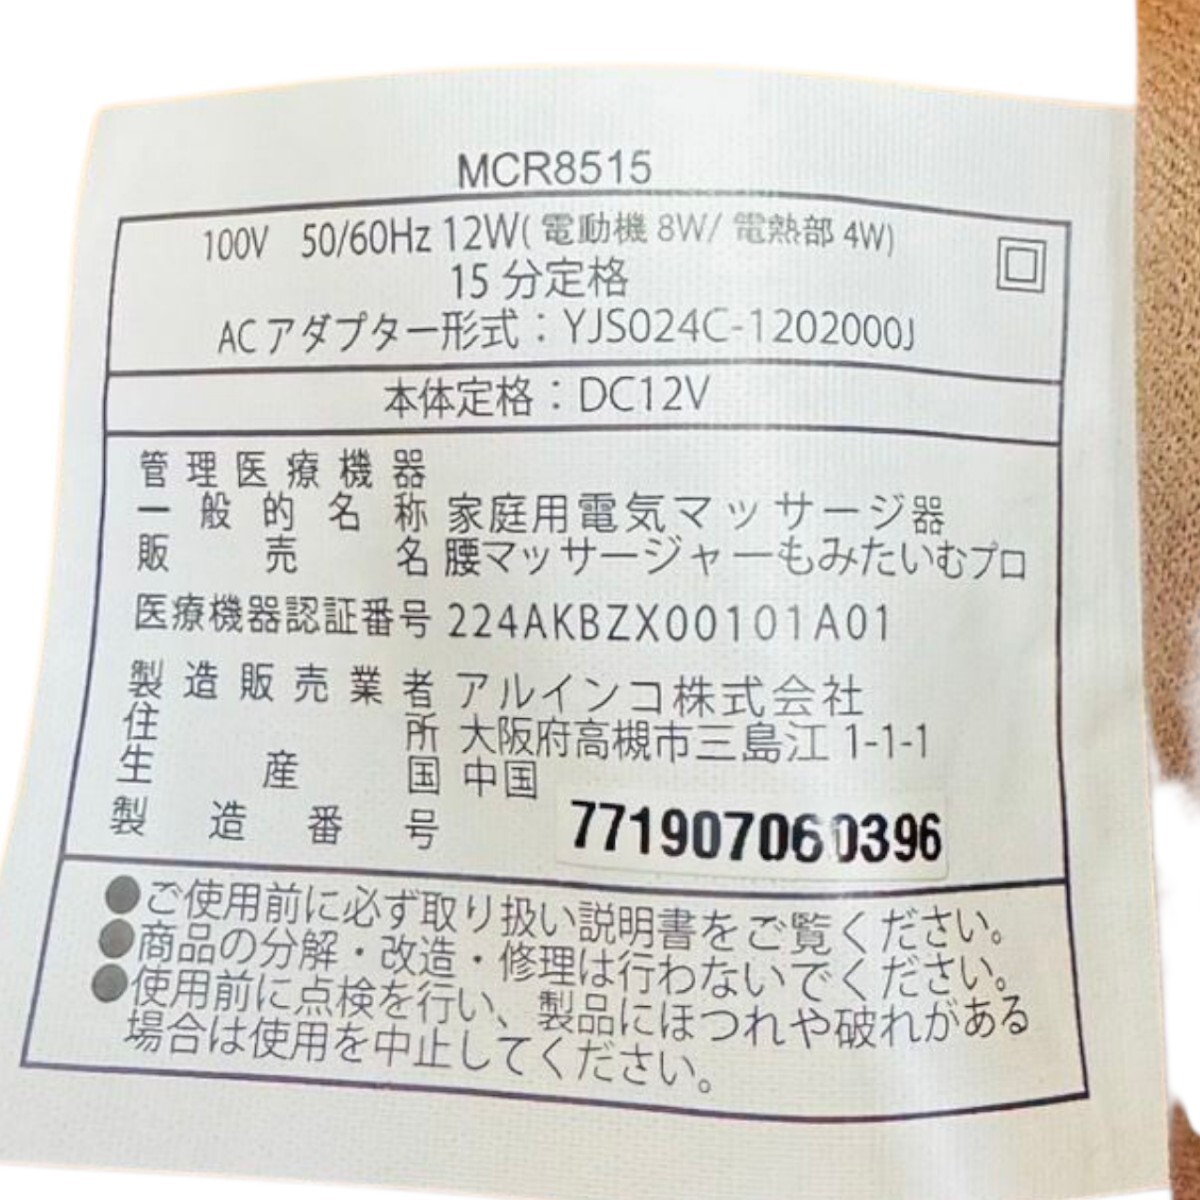 MCR8515
100V 50/60Hz 12W( 電動機 8W/ 電熱部 4W)
15 分定格
AC アダプター形式：YJS024C-1202000J
本体定格：DC12V
管理医療機器
一般的名称 家庭用電気マッサージ器
販売名 腰マッサージャーもみたいむプロ
医療機器認証番号 224AKBZX00101A01
製造販売業者 アルインコ株式会社
住所 大阪府高槻市三島江 1-1-1
生産国 中国
製造番号 771907060396
●ご使用前に必ず取り扱い説明書をご覧ください。
●商品の分解・改造・修理は行わないでください。
●使用前に点検を行い、製品にほつれや破れがある
場合は使用を中止してください。